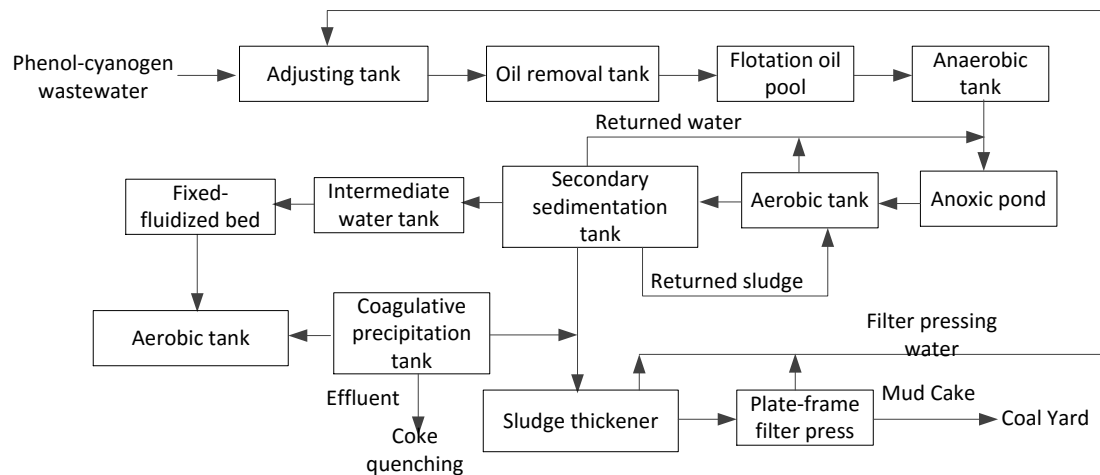 Phenol-cyanogen
wastewater
Adjusting tank
Oil removal tank
Flotation oil
pool
Anaerobic
tank
Returned water
Fixed-
fluidized bed
Intermediate
water tank
Secondary
sedimentation
tank
Aerobic tank
Anoxic pond
Returned sludge
Aerobic tank
Coagulative
precipitation
tank
Filter pressing
water
Effluent
Coke
quenching
Sludge thickener
Plate-frame
filter press
Mud Cake
Coal Yard